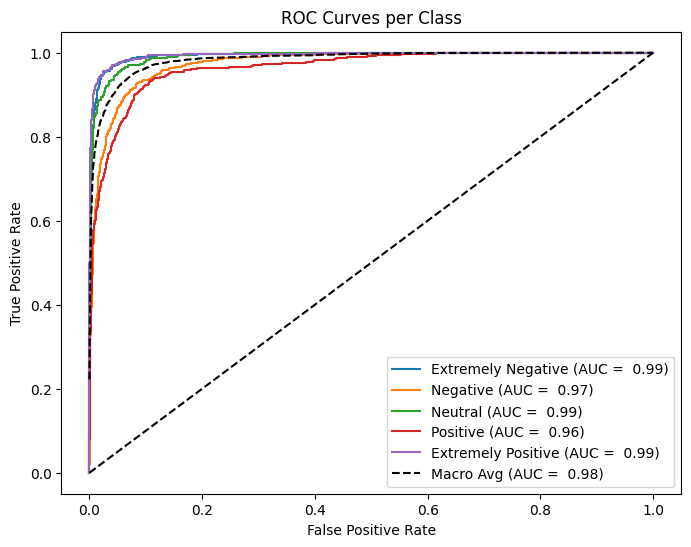 ROC Curves per Class
True Positive Rate
1.0
0.8
0.6
0.4
0.2
0.0
Extremely Negative (AUC =  0.99)
Negative (AUC =  0.97)
Neutral (AUC =  0.99)
Positive (AUC =  0.96)
Extremely Positive (AUC =  0.99)
Macro Avg (AUC =  0.98)
0.0 0.2 0.4 0.6 0.8 1.0
False Positive Rate